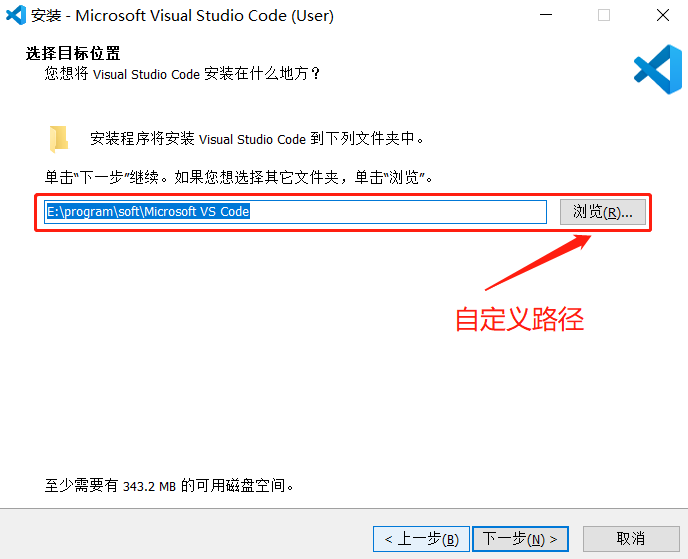 安装 - Microsoft Visual Studio Code (User)
选择目标位置
您想将 Visual Studio Code 安装在什么地方？
安装程序将安装 Visual Studio Code 到下列文件夹中。
单击“下一步”继续。如果您想选择其它文件夹，单击“浏览”。
E:\program\soft\Microsoft VS Code
浏览(R)...
自定义路径
至少需要有 343.2 MB 的可用磁盘空间。
< 上一步(B)
下一步(N) >
取消